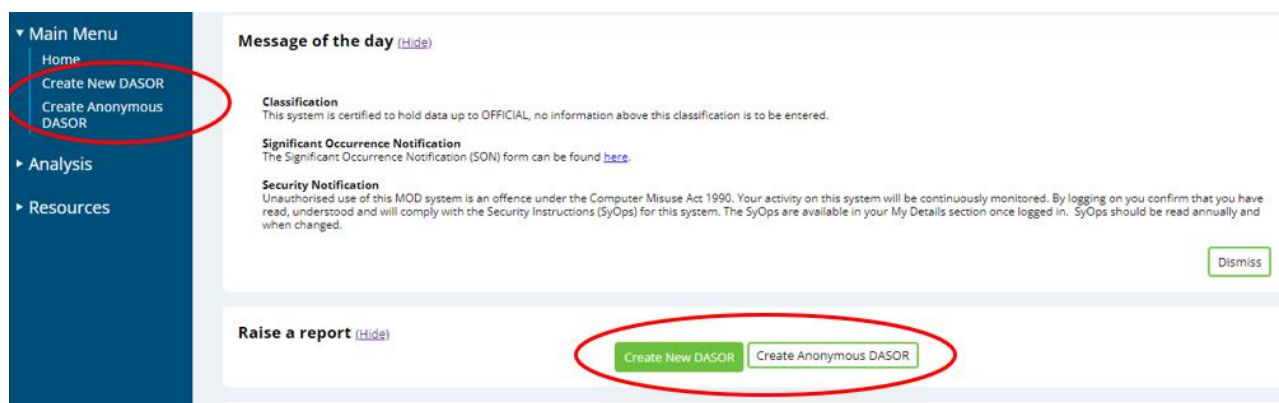 Main Menu
Home
Create New DASOR
Create Anonymous
DASOR
Analysis
Resources
Message of the day (Hide)
Classification
This system is certified to hold data up to OFFICIAL, no information above this classification is to be entered.
Significant Occurrence Notification
The Significant Occurrence Notification (SON) form can be found here.
Security Notification
Unauthorised use of this MOD system is an offence under the Computer Misuse Act 1990. Your activity on this system will be continuously monitored. By logging on you confirm that you have
read, understood and will comply with the Security Instructions (SyOps) for this system. The SyOps are available in your My Details section once logged in. SyOps should be read annually and
when changed.
Dismiss
Raise a report (Hide)
Create New DASOR
Create Anonymous DASOR